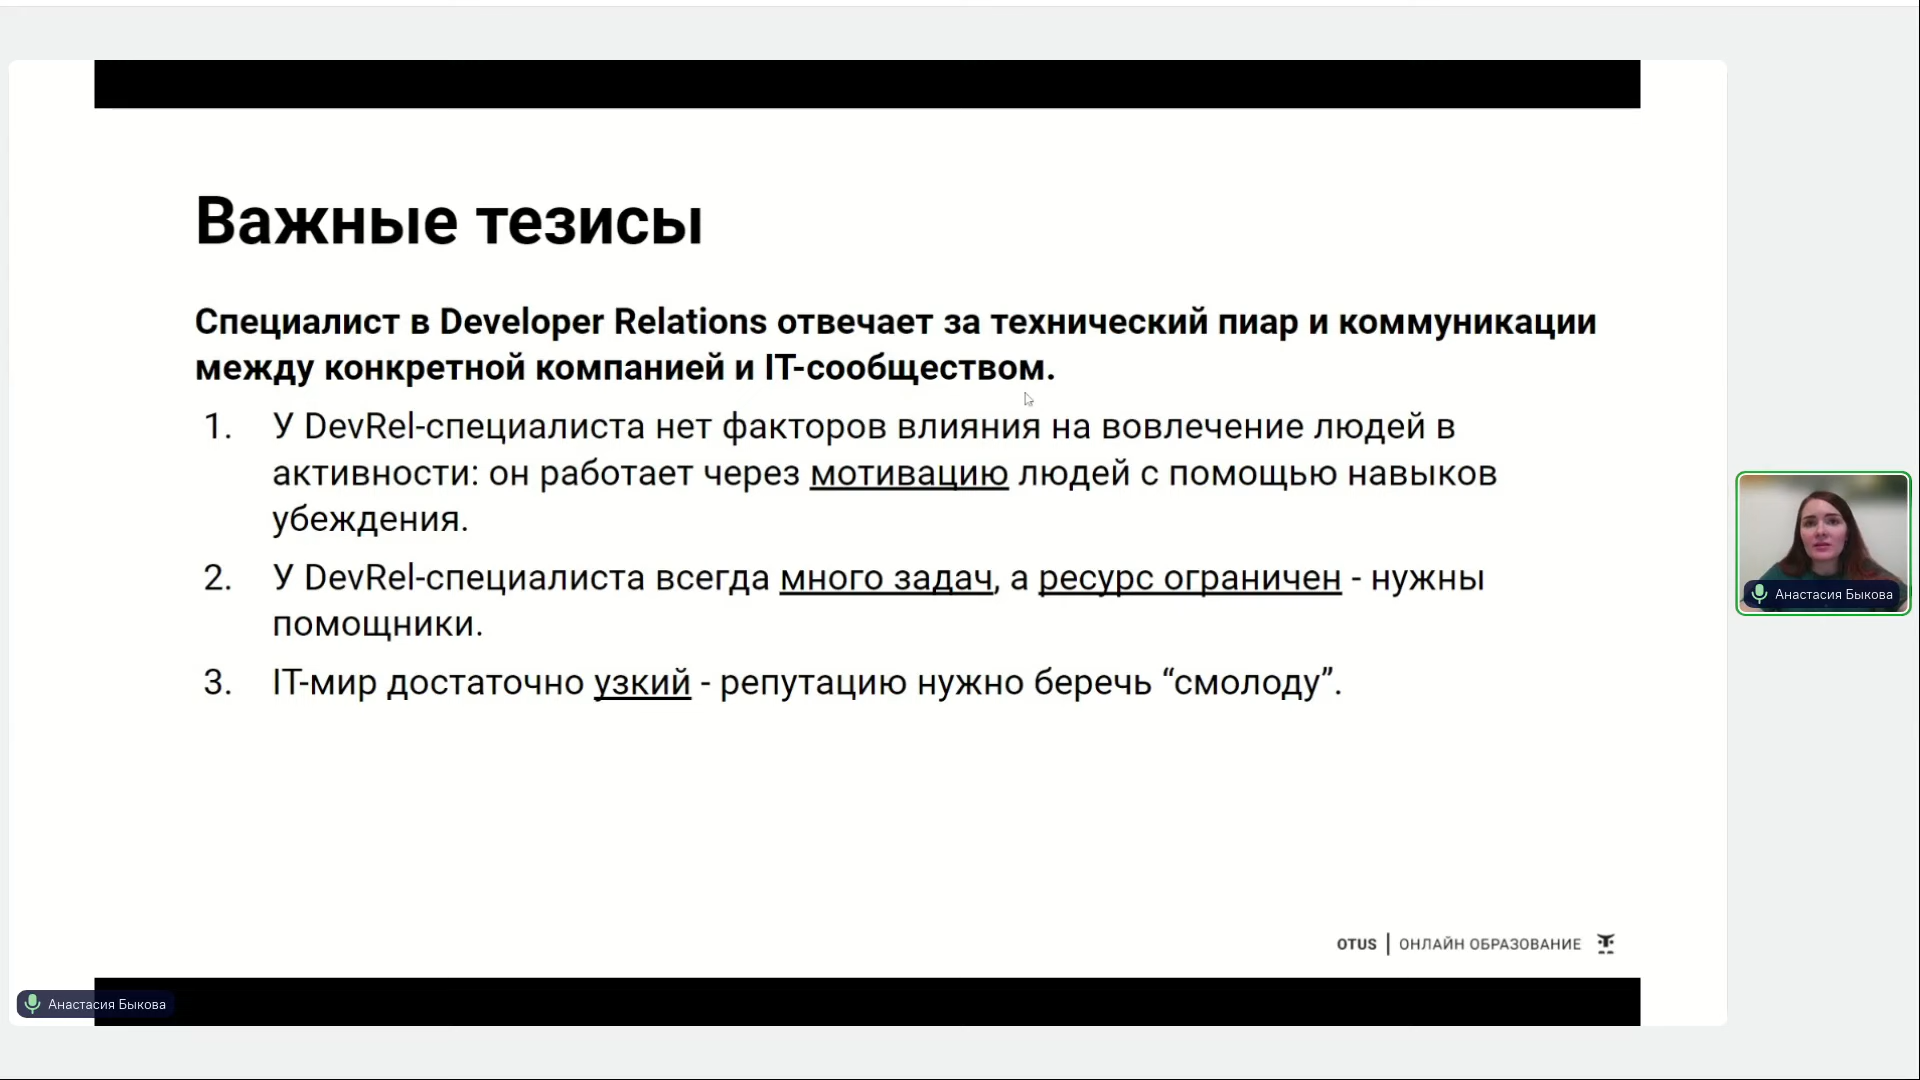 Важные тезисы
Специалист в Developer Relations отвечает за технический пиар и коммуникации
между конкретной компанией и IT-сообществом.
1. У DevRel-специалиста нет факторов влияния на вовлечение людей в
активности: он работает через мотивацию людей с помощью навыков
убеждения.
2. У DevRel-специалиста всегда много задач, а ресурс ограничен - нужны
помощники.
3. IT-мир достаточно узкий - репутацию нужно беречь “смолоду”.
OTUS | ОНЛАЙН ОБРАЗОВАНИЕ
Анастасия Быкова
Анастасия Быкова